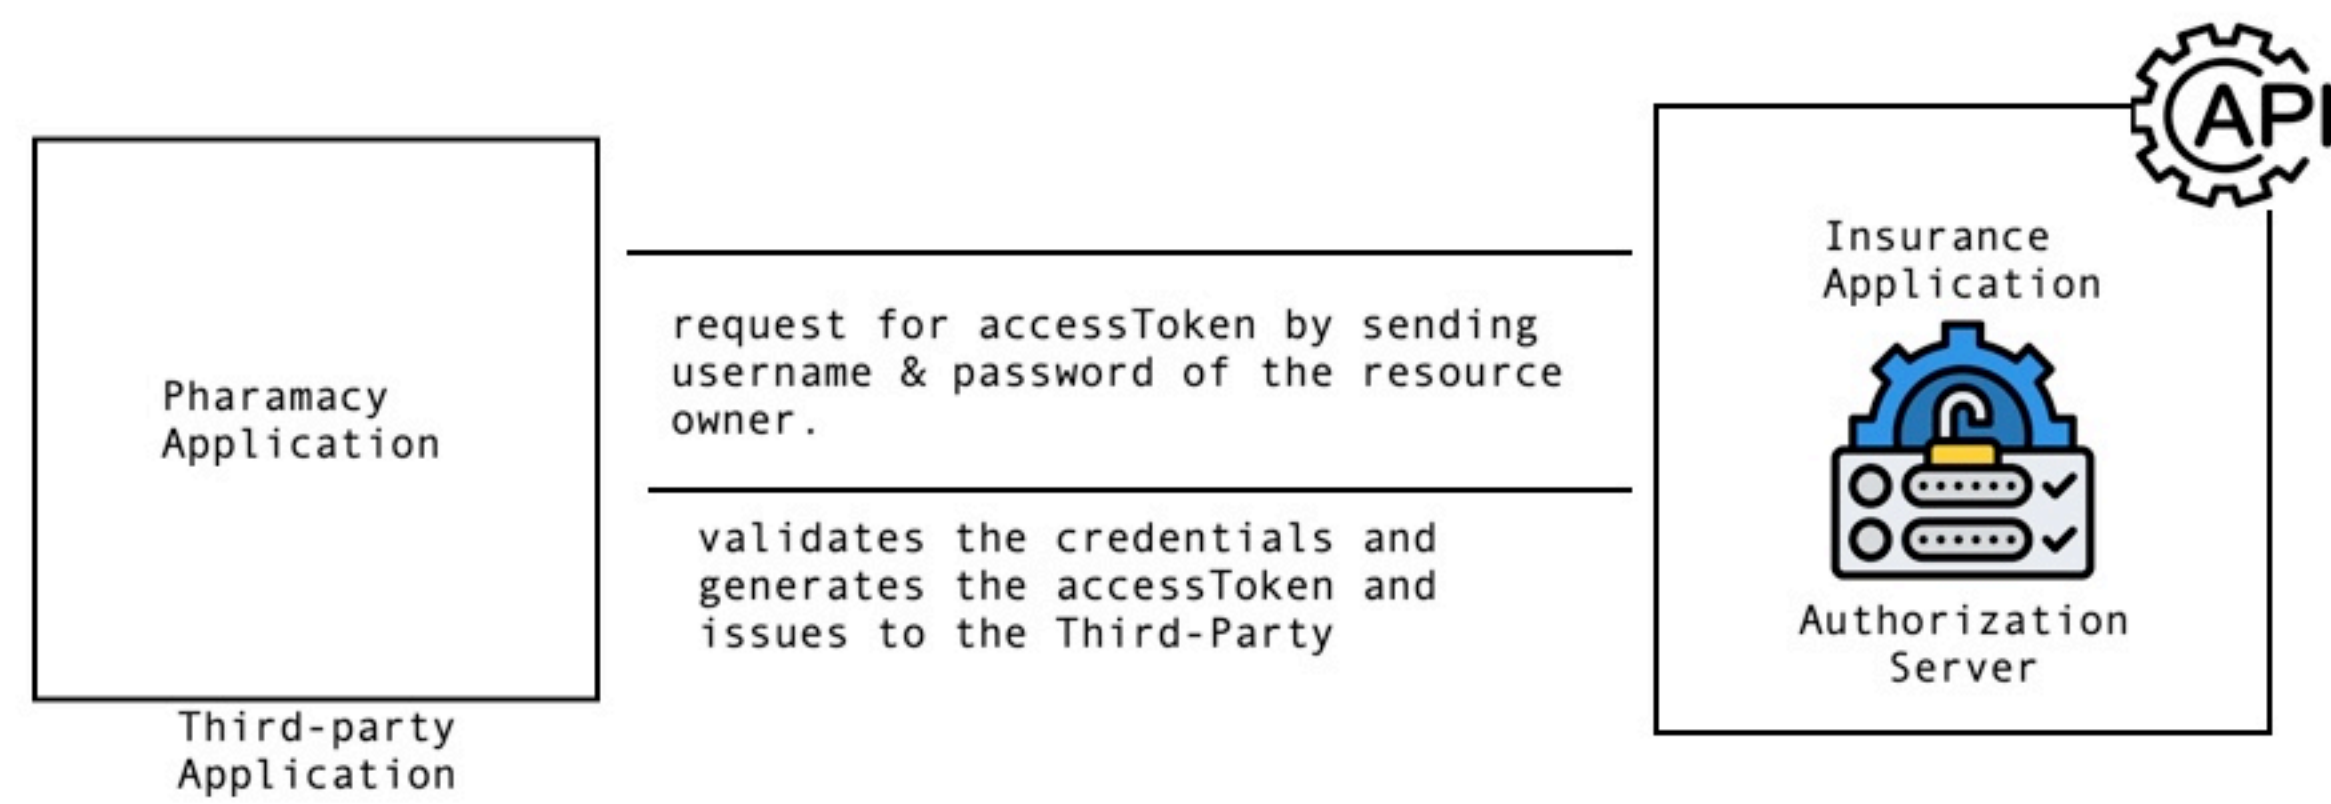 API
Insurance
Application
request for accessToken by sending
username & password of the resource
owner.
Pharamacy
Application
validates the credentials and
generates the accessToken and
issues to the Third-Party
Authorization
Server
Third-party
Application